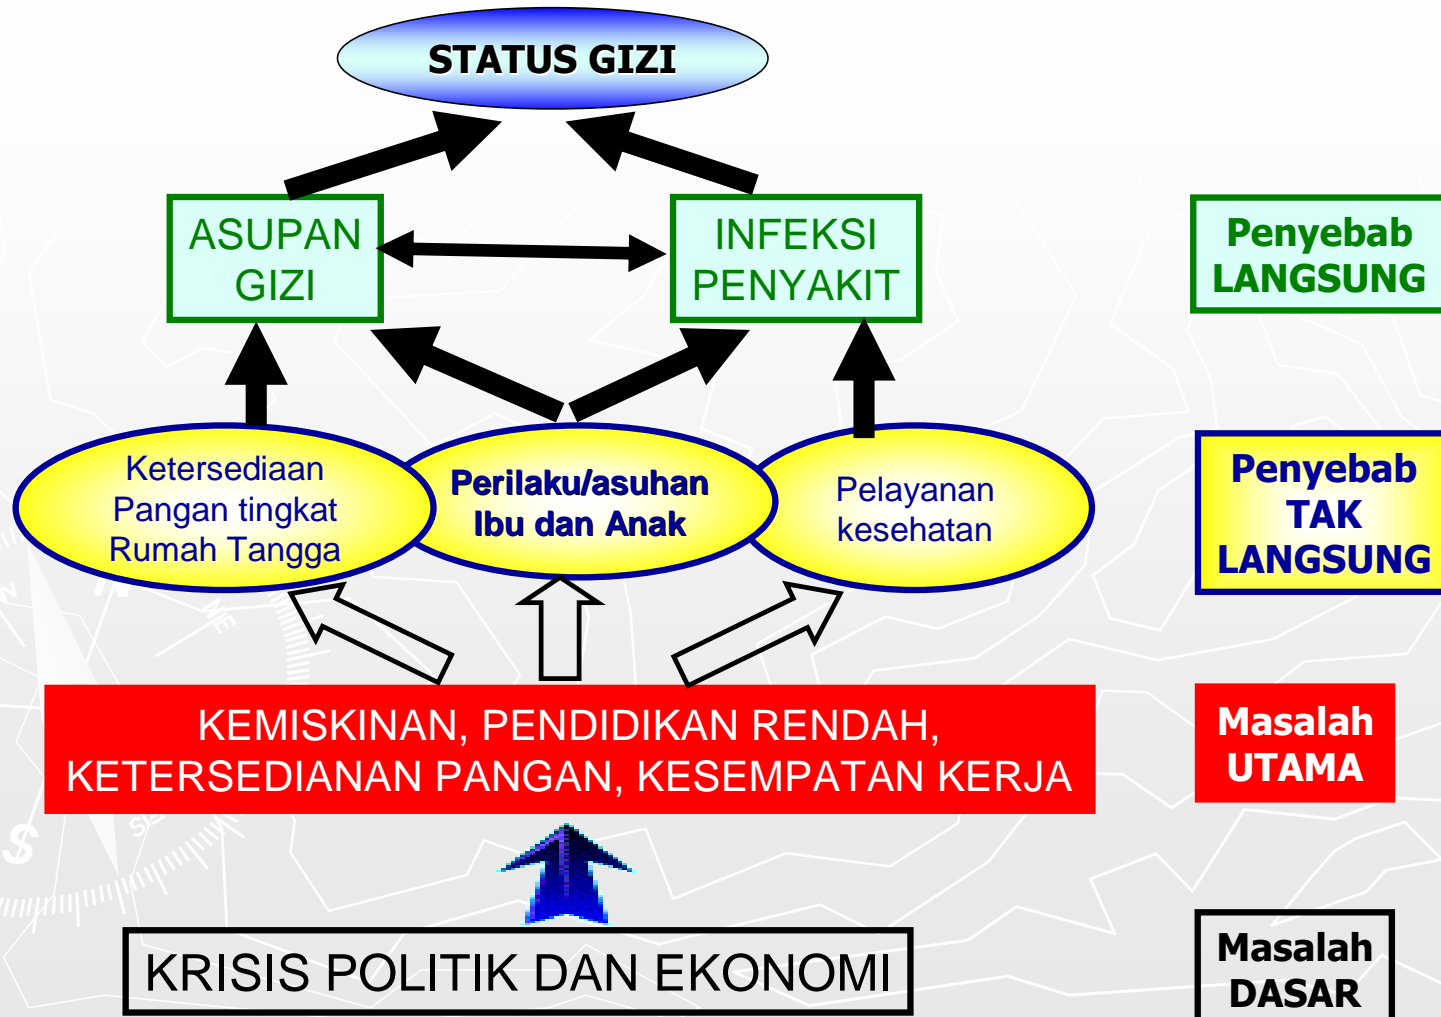 STATUS GIZI
ASUPAN
GIZI
INFEKSI
PENYAKIT
Penyebab
LANGSUNG
Ketersediaan
Pangan tingkat
Rumah Tangga
Perilaku/asuhan
Ibu dan Anak
Pelayanan
kesehatan
Penyebab
TAK
LANGSUNG
KEMISKINAN, PENDIDIKAN RENDAH,
KETERSEDIANAN PANGAN, KESEMPATAN KERJA
Masalah
UTAMA
KRISIS POLITIK DAN EKONOMI
Masalah
DASAR
N
NE
S